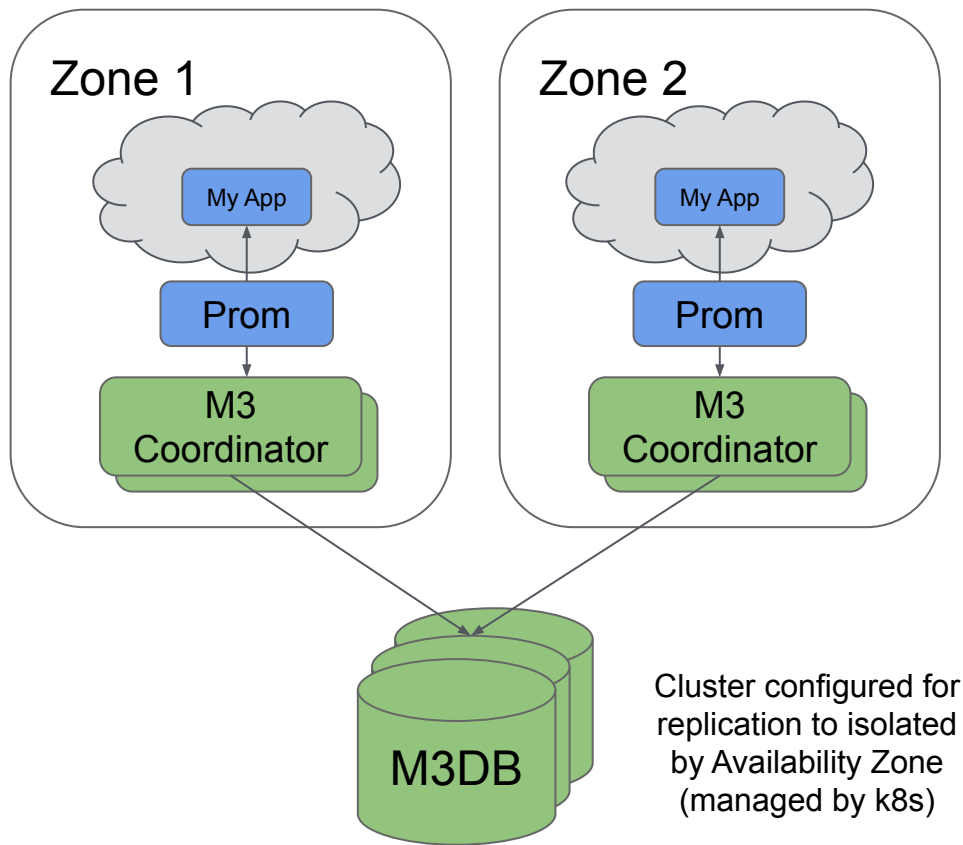 Zone 1
My App
Prom
M3
Coordinator
Zone 2
My App
Prom
M3
Coordinator
M3DB
Cluster configured for
replication to isolated
by Availability Zone
(managed by k8s)